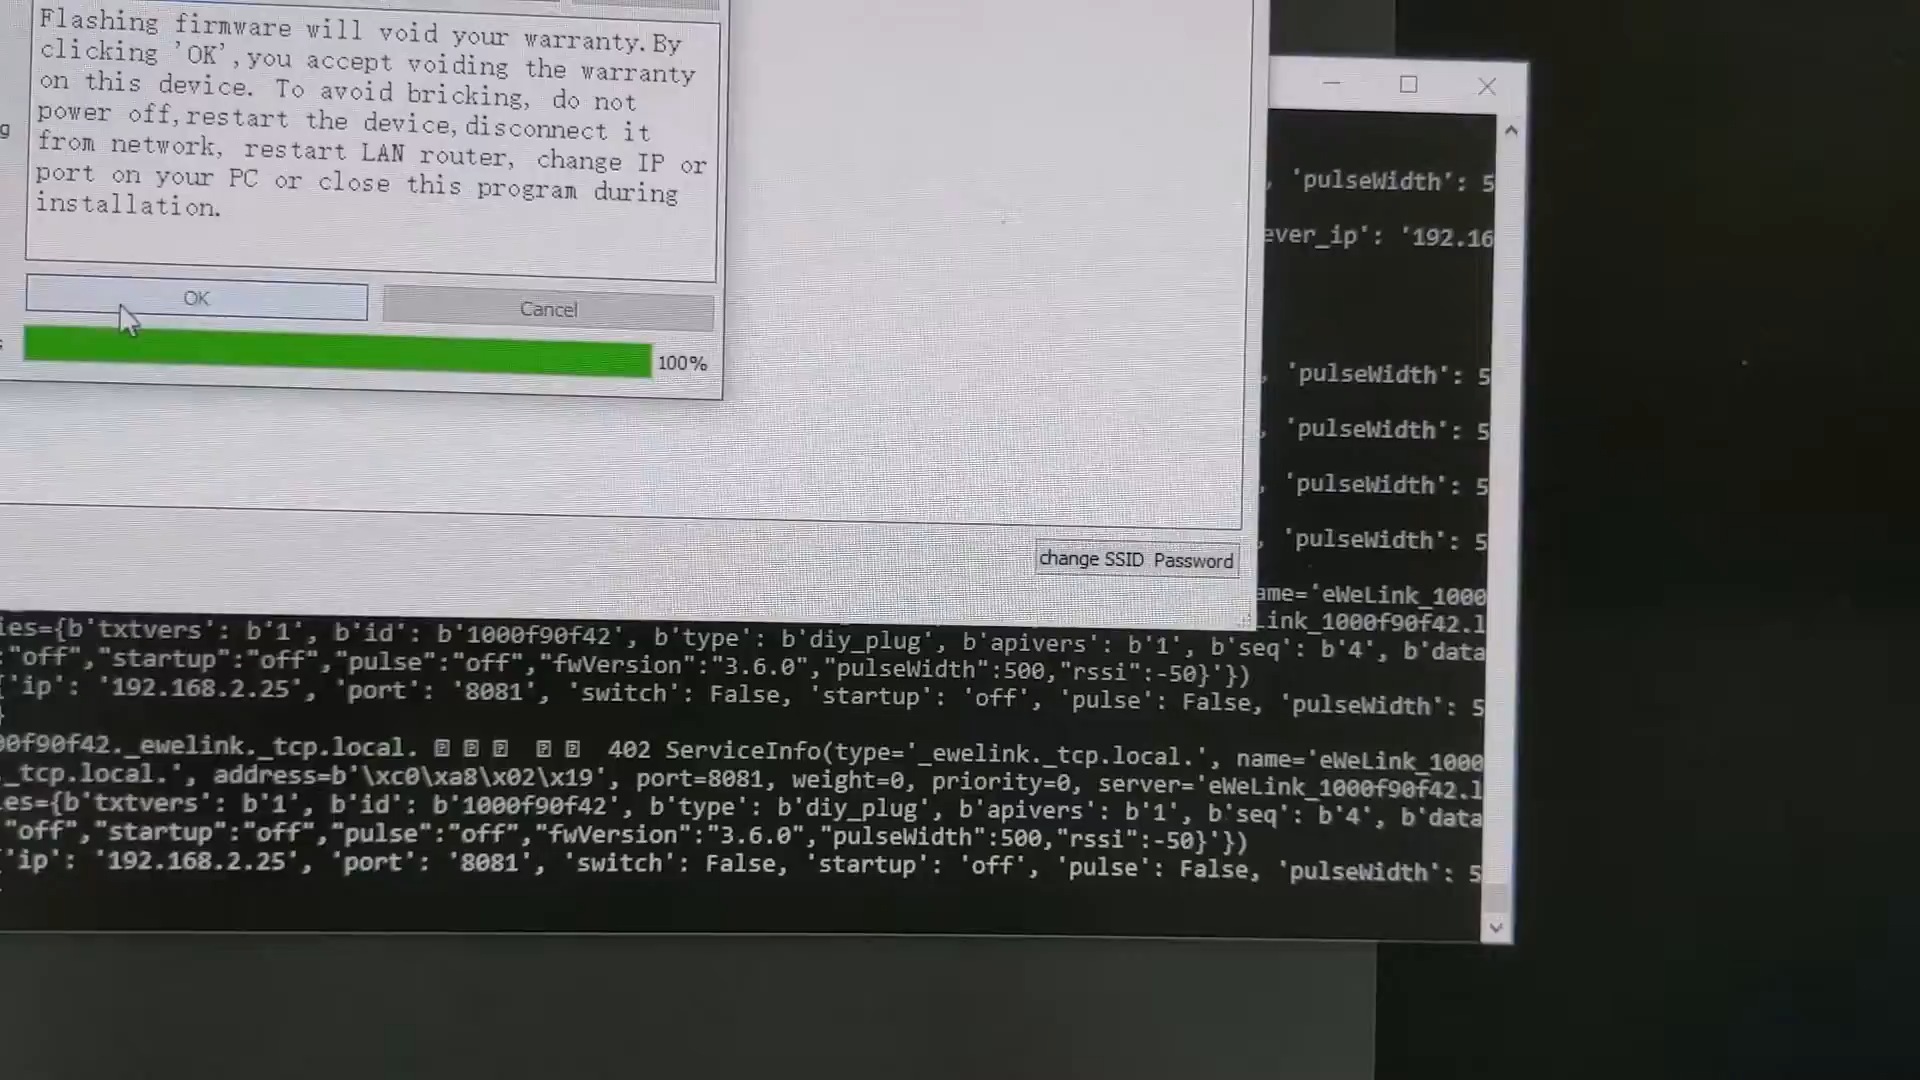 Flashing firmware will void your warranty.By
clicking 'OK',you accept voiding the warranty
on this device. To avoid bricking, do not
power off,restart the device,disconnect it
from network, restart LAN router, change IP or
port on your PC or close this program during
installation.
g
OK
Cancel
100%
change SSID Password
, 'pulseWidth': 5
ever_ip': '192.16
, 'pulseWidth': 5
, 'pulseWidth': 5
, 'pulseWidth': 5
, 'pulseWidth': 5
ame='eWeLink_1000
Link_1000f90f42.l
ies={b'txtvers': b'1', b'id': b'1000f90f42', b'type': b'diy_plug', b'apivers': b'1', b'seq': b'4', b'data
:"off","startup":"off","pulse":"off","fwVersion":"3.6.0","pulseWidth":500,"rssi":-50}'})
{'ip': '192.168.2.25', 'port': '8081', 'switch': False, 'startup': 'off', 'pulse': False, 'pulseWidth': 5
}
00f90f42._ewelink._tcp.local. 402 ServiceInfo(type='_ewelink._tcp.local.', name='eWeLink_1000
_tcp.local.', address=b'\xc0\xa8\x02\x19', port=8081, weight=0, priority=0, server='eWeLink_1000f90f42.l
ies={b'txtvers': b'1', b'id': b'1000f90f42', b'type': b'diy_plug', b'apivers': b'1', b'seq': b'4', b'data
:"off","startup":"off","pulse":"off","fwVersion":"3.6.0","pulseWidth":500,"rssi":-50}'})
{'ip': '192.168.2.25', 'port': '8081', 'switch': False, 'startup': 'off', 'pulse': False, 'pulseWidth': 5